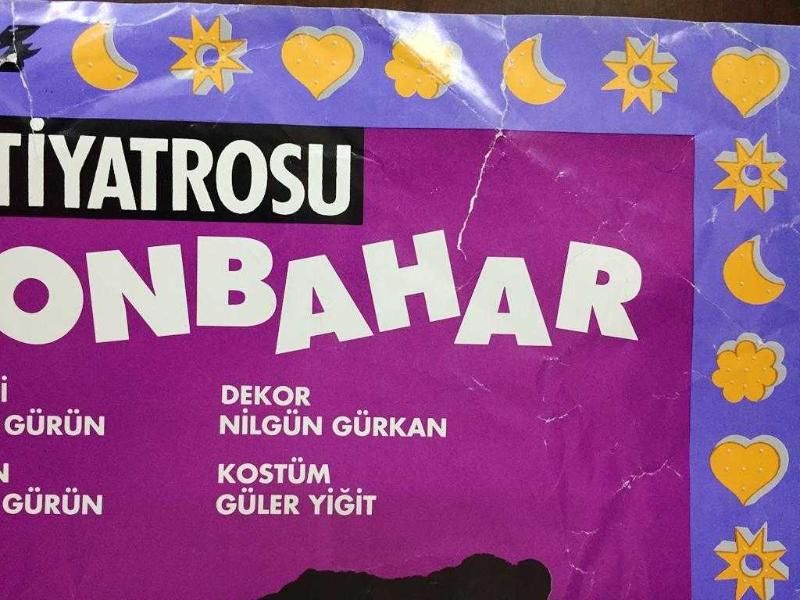 TİYATROSU
ONBAHAR
İ
GÜRÜN
DEKOR
NİLGÜN GÜRKAN
N
GÜRÜN
KOSTÜM
GÜLER YİĞİT